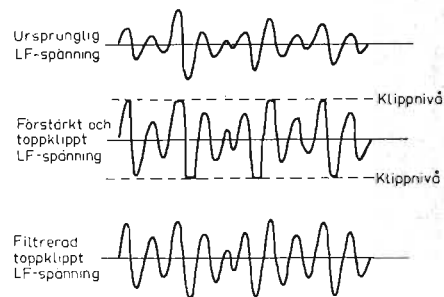 Ursprunglig
LF-spänning
Klippnivå
Förstärkt och
toppklippt
LF-spänning
Klippnivå
Filtrerad
toppklippt
LF-spänning